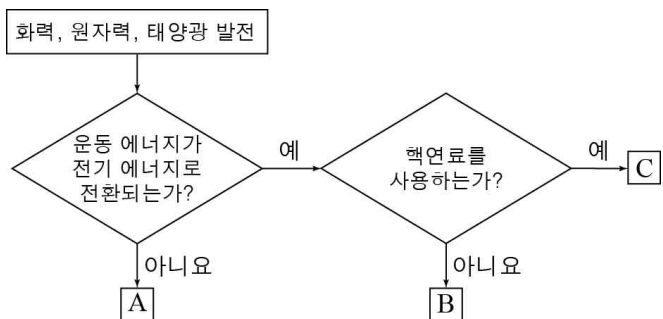 화력, 원자력, 태양광 발전
운동 에너지가
전기 에너지로
전환되는가?
예
핵연료를
사용하는가?
예
C
아니요
A
아니요
B